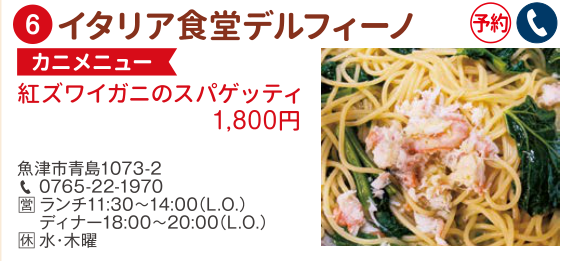 6 イタリア食堂デルフィーノ 予約
カニメニュー
紅ズワイガニのスパゲッティ
1,800円
魚津市青島1073-2
0765-22-1970
営 ランチ11:30〜14:00(L.O.)
ディナー18:00〜20:00(L.O.)
休 水・木曜